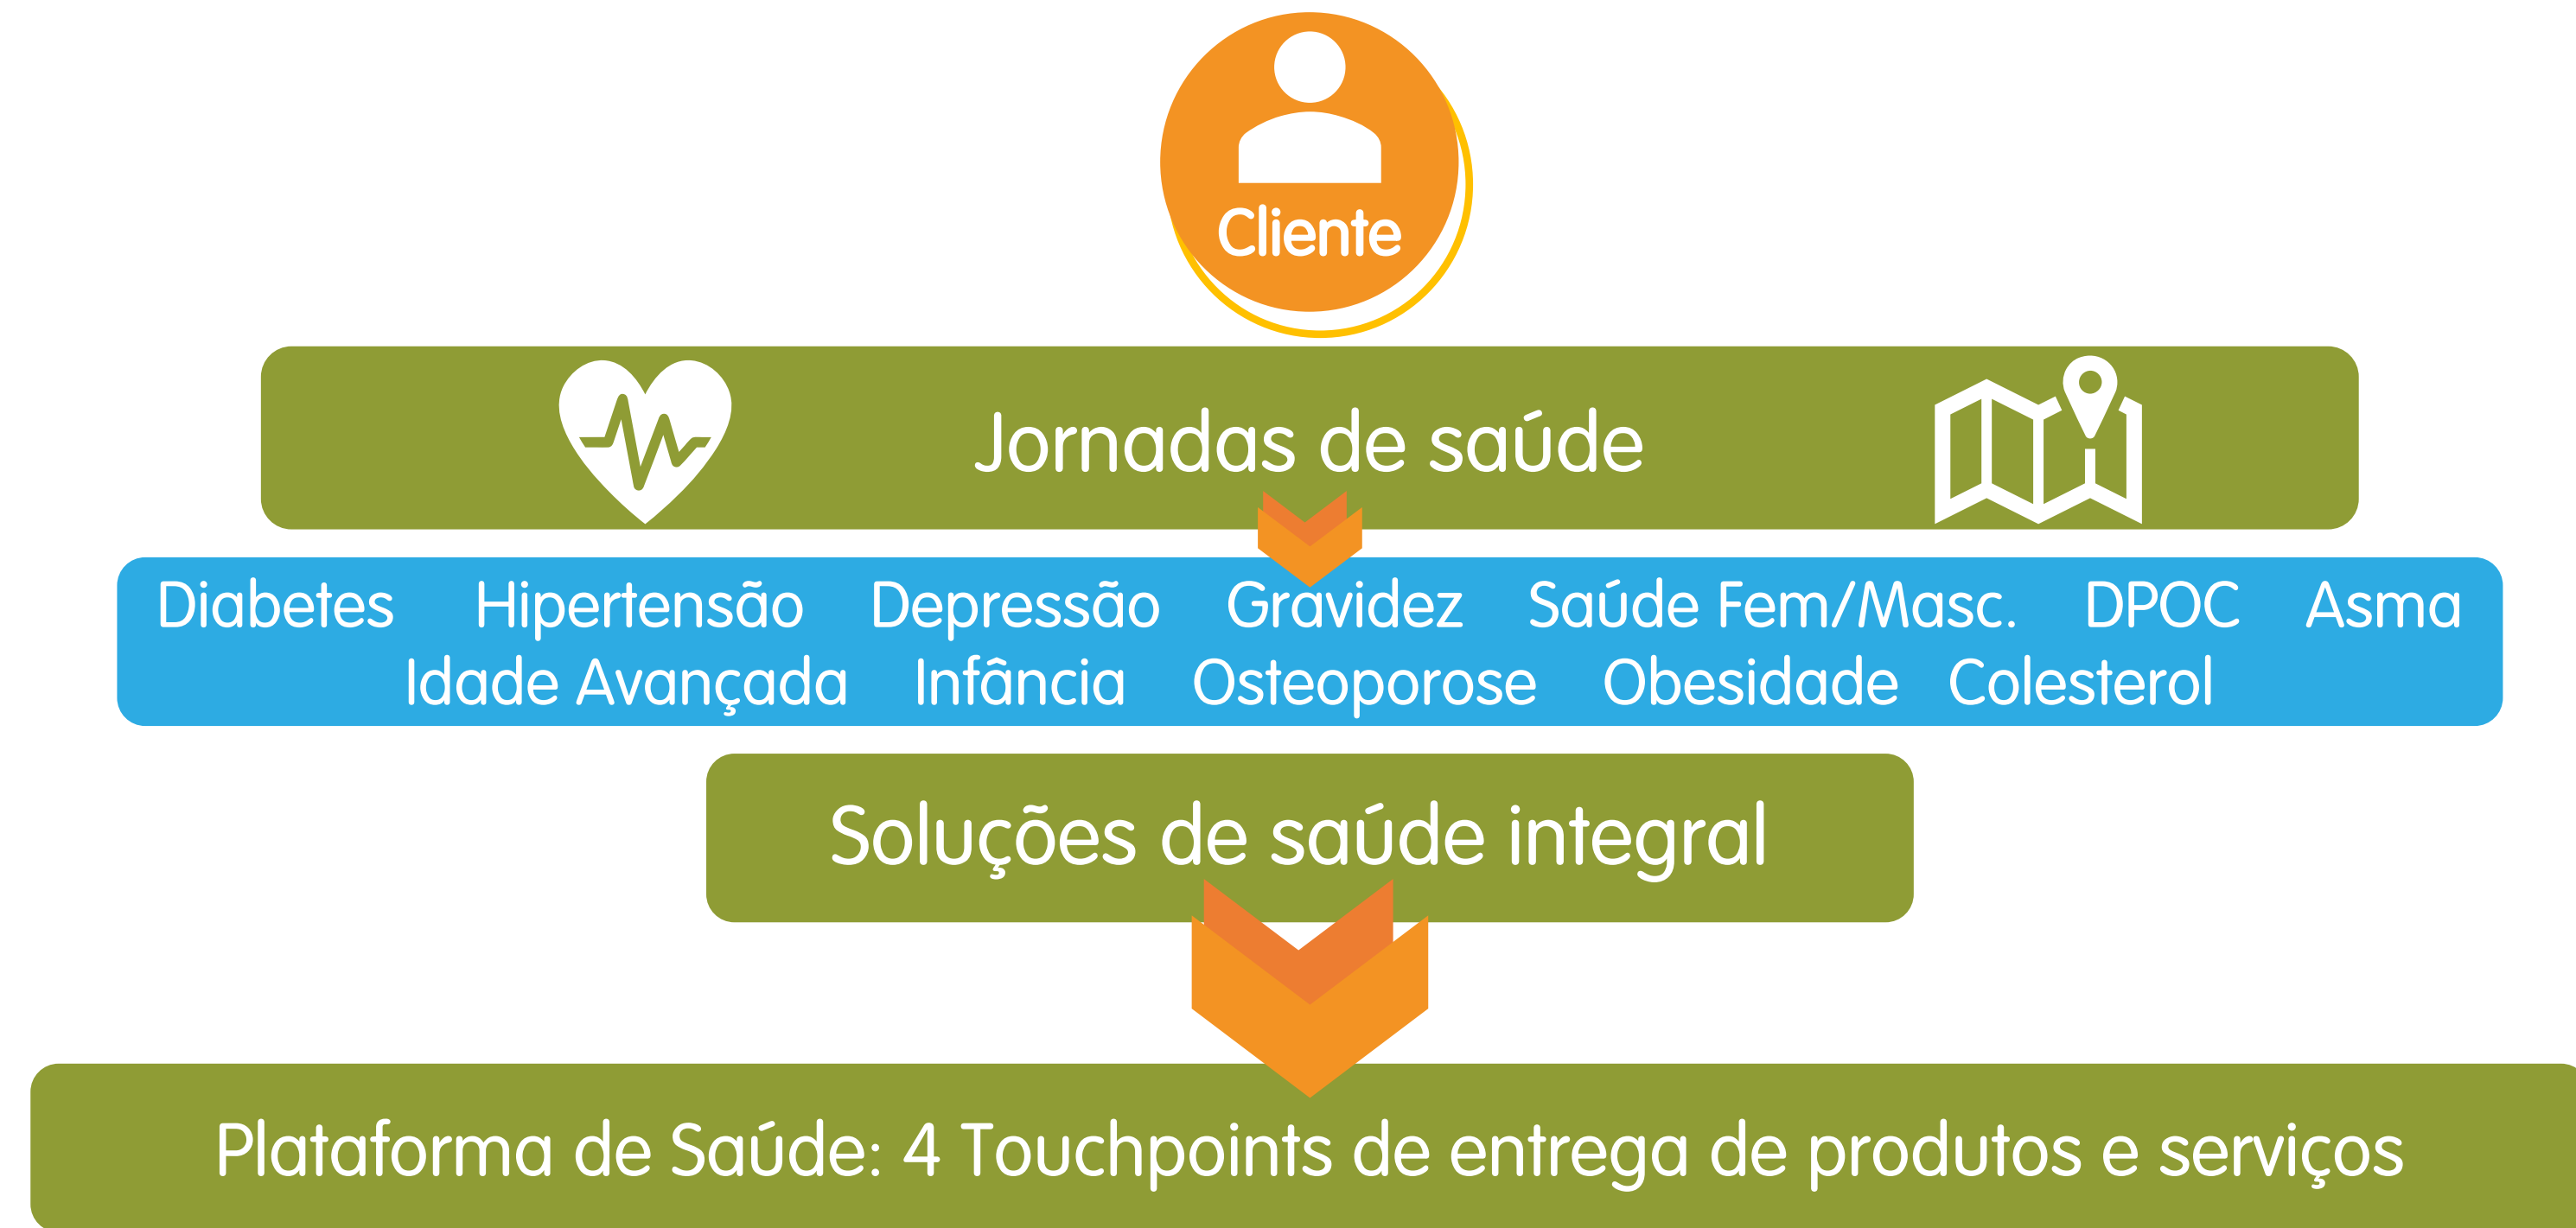 Cliente
Jornadas de saúde
Diabetes Hipertensão Depressão Gravidez Saúde Fem/Masc. DPOC Asma
Idade Avançada Infância Osteoporose Obesidade Colesterol
Soluções de saúde integral
Plataforma de Saúde: 4 Touchpoints de entrega de produtos e serviços